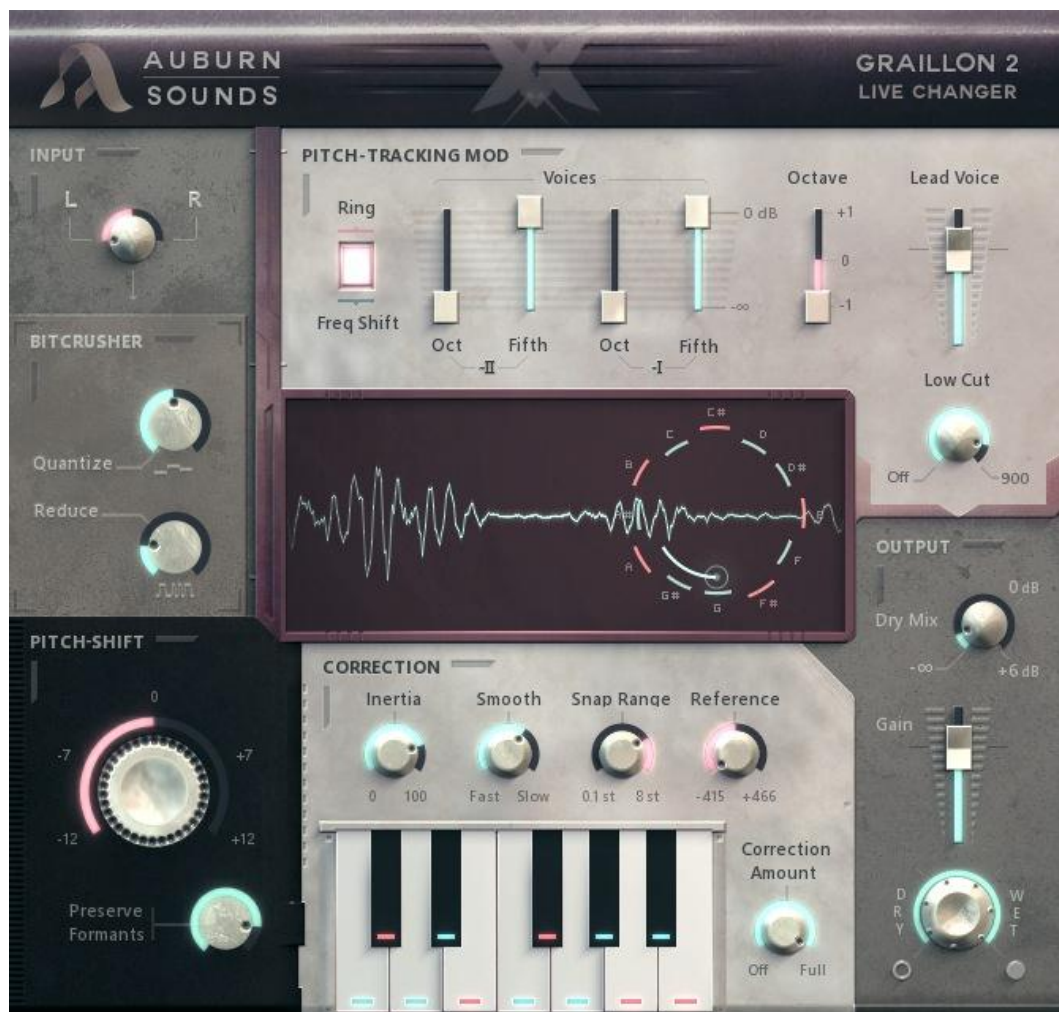 AUBURN
SOUNDS
GRAILLON 2
LIVE CHANGER
INPUT
L
R
PITCH-TRACKING MOD
Voices
Octave
Lead Voice
Ring
Freq Shift
0 dB
-∞
+1
0
-1
Oct
Fifth
Oct
Fifth
-II
-I
BITCRUSHER
Quantize
Reduce
Low Cut
Off
900
C#
C
D
B
D#
A#
E
A
F
G#
G
F#
OUTPUT
0 dB
Dry Mix
-∞
+6 dB
Gain
DRY
WET
PITCH-SHIFT
0
-7
+7
-12
+12
Preserve
Formants
CORRECTION
Inertia
Smooth
Snap Range
Reference
0
100
Fast
Slow
0.1 st
8 st
-415
+466
Correction
Amount
Off
Full